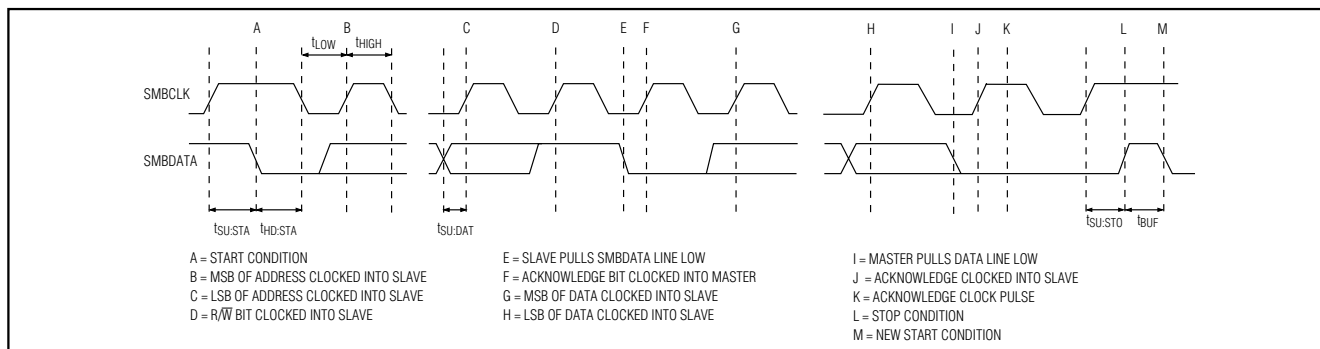 A B C D E F G H I J K L M
tLOW tHIGH
SMBCLK
SMBDATA
tSU:STA tHD:STA tSU:DAT tSU:STO tBUF
A = START CONDITION
B = MSB OF ADDRESS CLOCKED INTO SLAVE
C = LSB OF ADDRESS CLOCKED INTO SLAVE
D = R/W̅ BIT CLOCKED INTO SLAVE
E = SLAVE PULLS SMBDATA LINE LOW
F = ACKNOWLEDGE BIT CLOCKED INTO MASTER
G = MSB OF DATA CLOCKED INTO SLAVE
H = LSB OF DATA CLOCKED INTO SLAVE
I = MASTER PULLS DATA LINE LOW
J = ACKNOWLEDGE CLOCKED INTO SLAVE
K = ACKNOWLEDGE CLOCK PULSE
L = STOP CONDITION
M = NEW START CONDITION